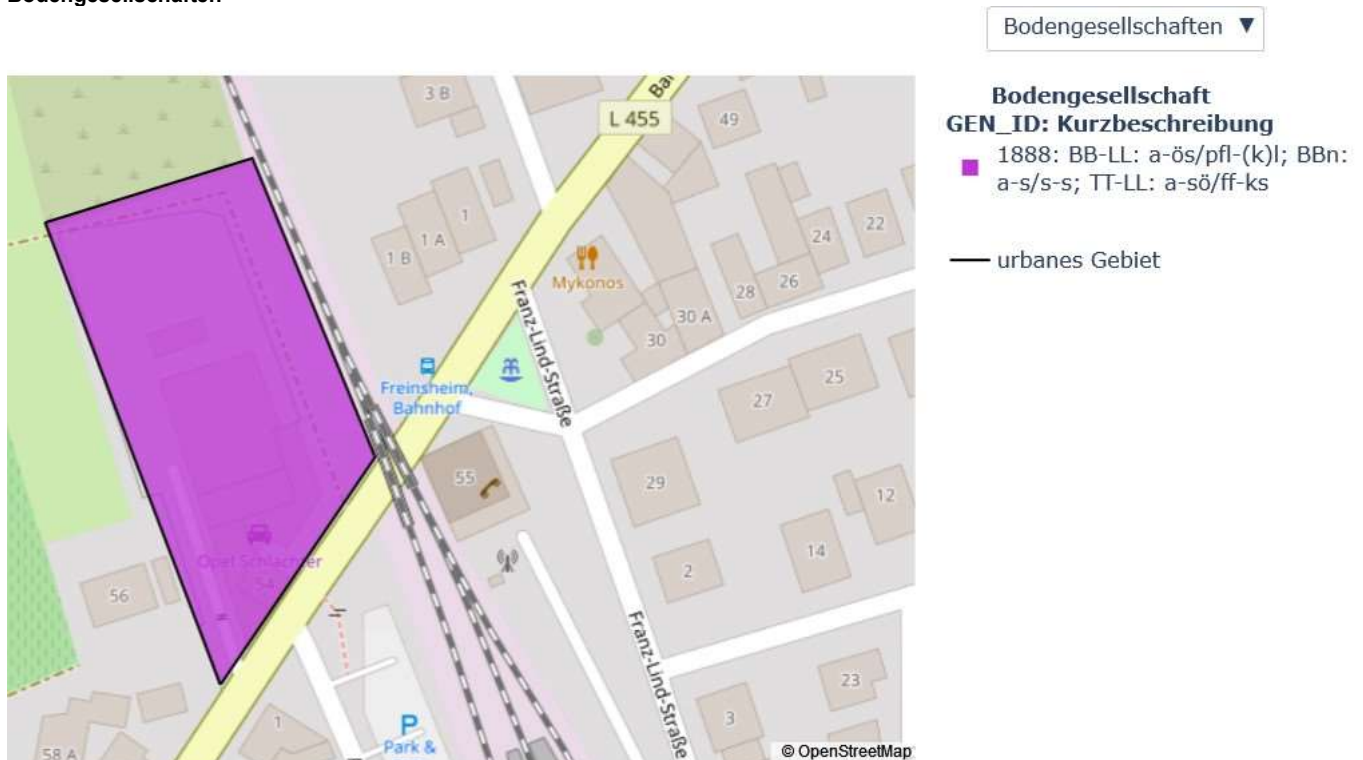 Bodengesellschaften ▼
Bodengesellschaft
GEN_ID: Kurzbeschreibung
1888: BB-LL: a-ös/pfl-(k)l; BBn:
a-s/s-s; TT-LL: a-sö/ff-ks
urbanes Gebiet
3 B
L 455
49
1
1 A
1 B
Mykonos
22
24
26
28
30 A
30
Franz-Lind-Straße
Freinsheim,
Bahnhof
25
27
55
29
12
Opel Schlachter
54
14
2
56
Franz-Lind-Straße
23
3
1
58 A
P
Park &
© OpenStreetMap